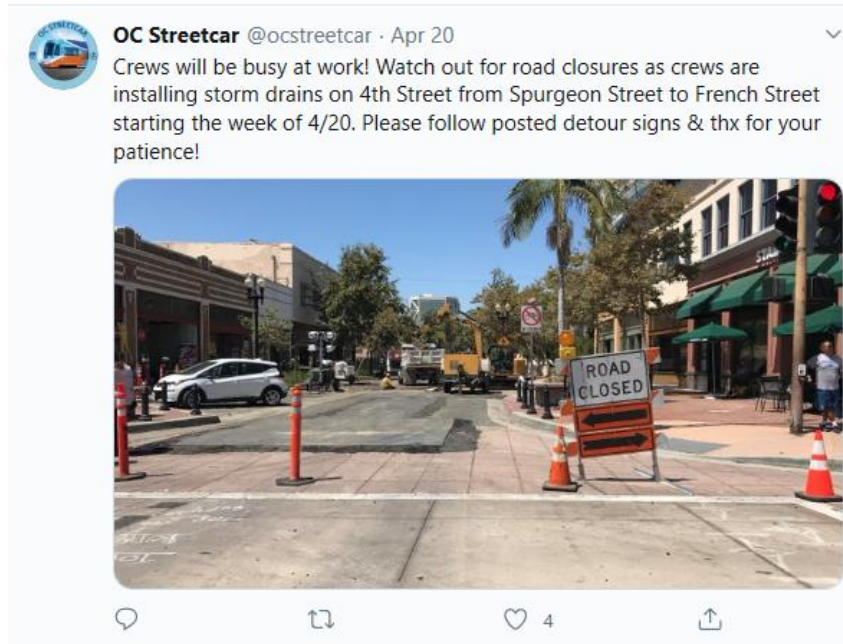 OC STREETCAR
OC Streetcar @ocstreetcar · Apr 20
Crews will be busy at work! Watch out for road closures as crews are
installing storm drains on 4th Street from Spurgeon Street to French Street
starting the week of 4/20. Please follow posted detour signs & thx for your
patience!
ROAD
CLOSED
4